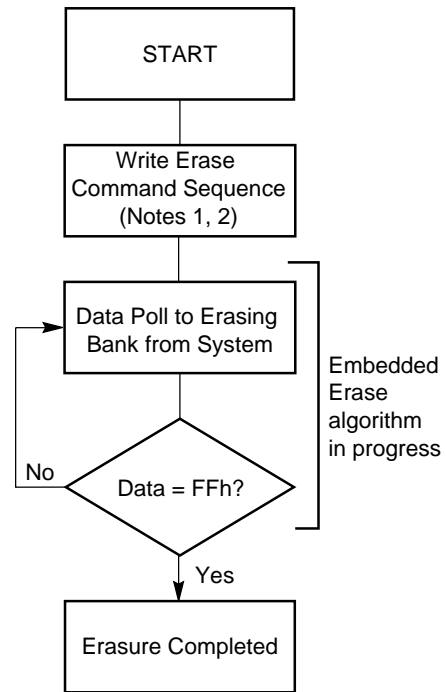 START
Write Erase
Command Sequence
(Notes 1, 2)
Data Poll to Erasing
Bank from System
Embedded
Erase
algorithm
in progress
No
Data = FFh?
Yes
Erasure Completed